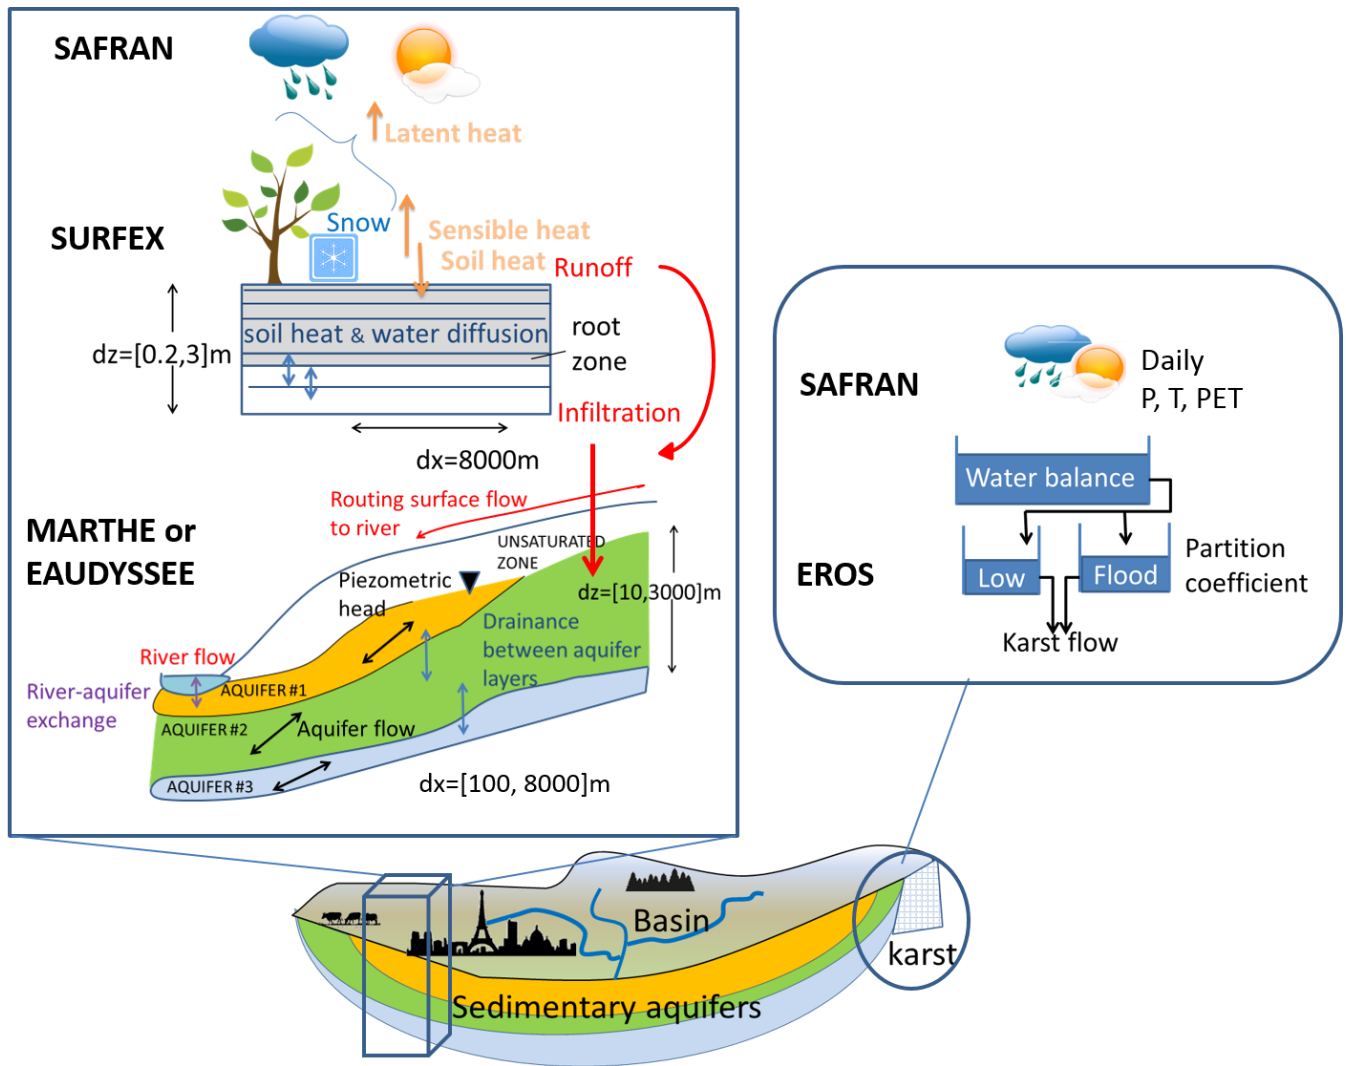 SAFRAN
Latent heat
Snow
SURFEX
Sensible heat
Soil heat
Runoff
soil heat & water diffusion
root
zone
dz=[0.2,3]m
Infiltration
dx=8000m
Routing surface flow
to river
MARTHE or
EAUDYSSEE
UNSATURATED
ZONE
Piezometric
head
dz=[10,3000]m
Drainance
between aquifer
layers
River flow
River-aquifer
exchange
AQUIFER #1
AQUIFER #2
Aquifer flow
AQUIFER #3
dx=[100, 8000]m
SAFRAN
Daily
P, T, PET
Water balance
EROS
Low
Flood
Partition
coefficient
Karst flow
Basin
karst
Sedimentary aquifers